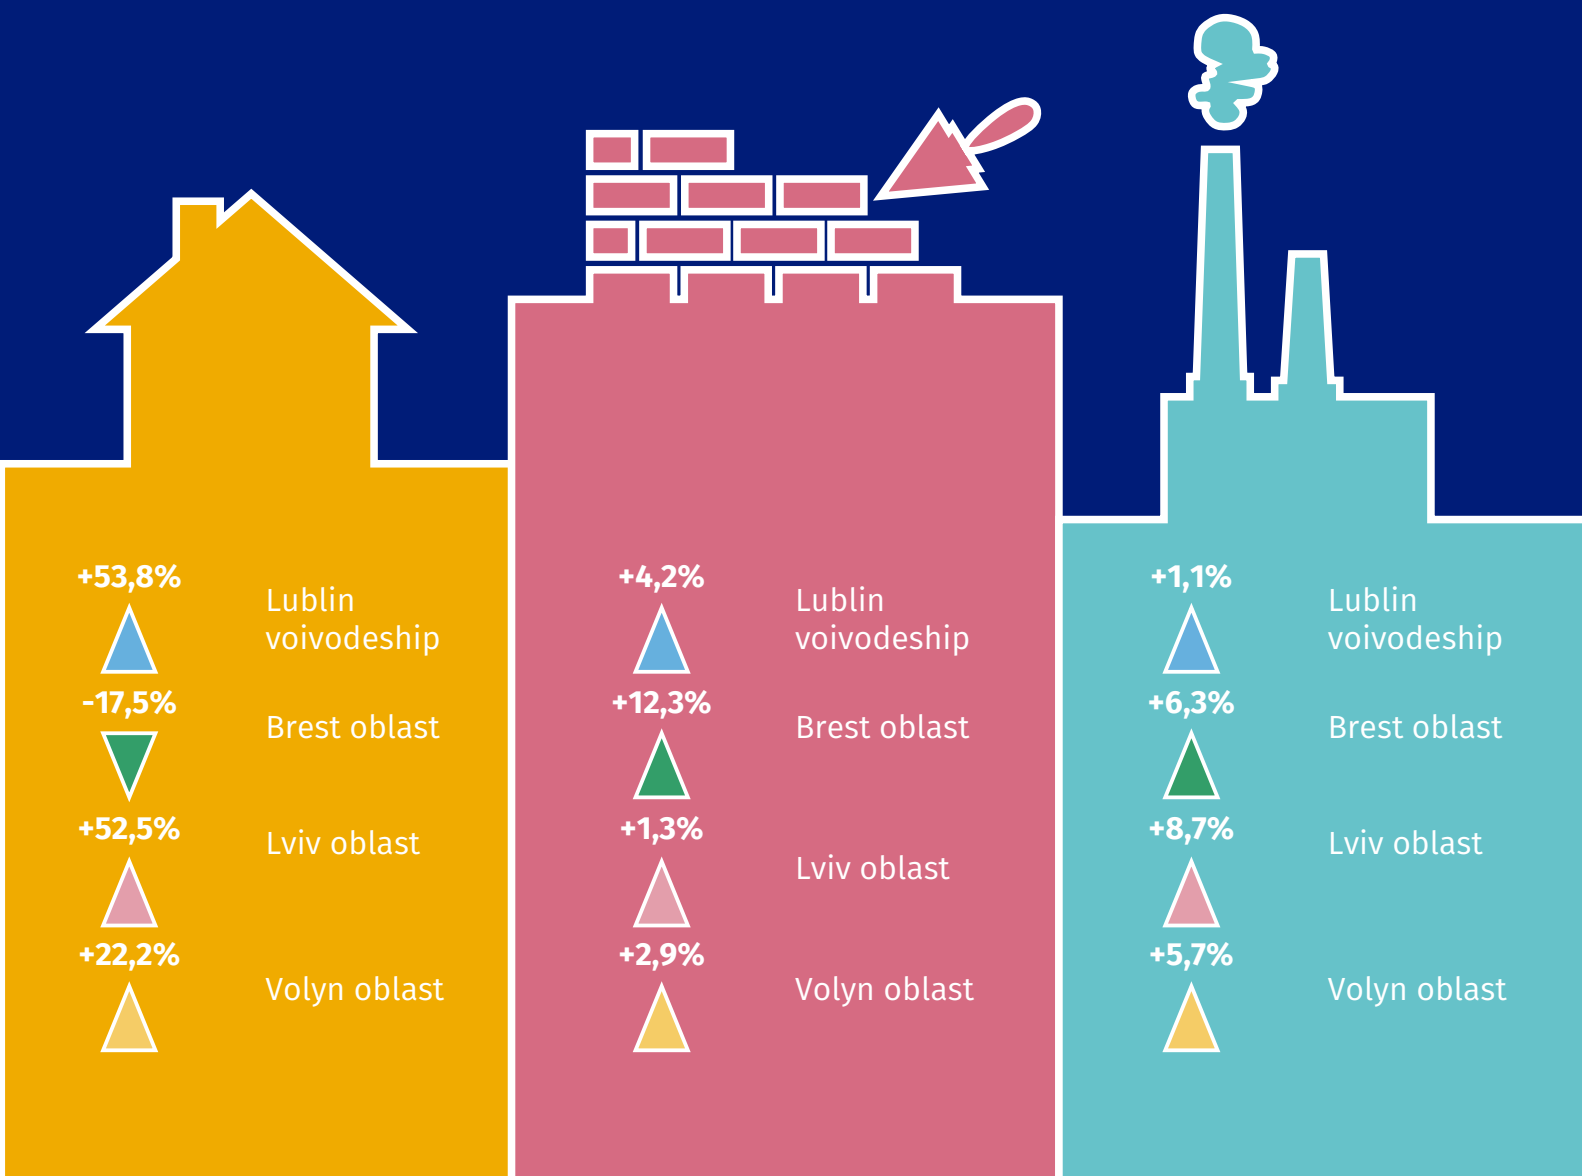 +53,8%
Lublin
voivodeship
-17,5%
Brest oblast
+52,5%
Lviv oblast
+22,2%
Volyn oblast
+4,2%
Lublin
voivodeship
+12,3%
Brest oblast
+1,3%
Lviv oblast
+2,9%
Volyn oblast
+1,1%
Lublin
voivodeship
+6,3%
Brest oblast
+8,7%
Lviv oblast
+5,7%
Volyn oblast